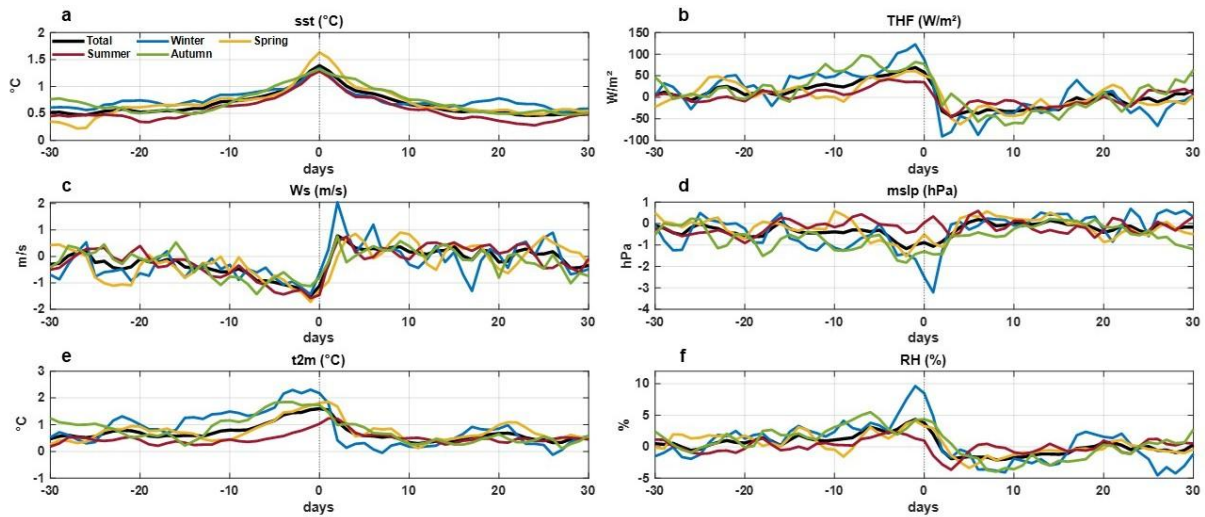 a
sst (°C)
Total Winter Spring
Summer Autumn
°C
2
1.5
1
0.5
0
-30 -20 -10 0 10 20 30
days
b
THF (W/m²)
W/m²
150
100
50
0
-50
-100
-30 -20 -10 0 10 20 30
days
c
Ws (m/s)
m/s
2
1
0
-1
-2
-30 -20 -10 0 10 20 30
days
d
mslp (hPa)
hPa
1
0
-1
-2
-3
-4
-30 -20 -10 0 10 20 30
days
e
t2m (°C)
°C
3
2
1
0
-1
-30 -20 -10 0 10 20 30
days
f
RH (%)
%
10
5
0
-5
-30 -20 -10 0 10 20 30
days